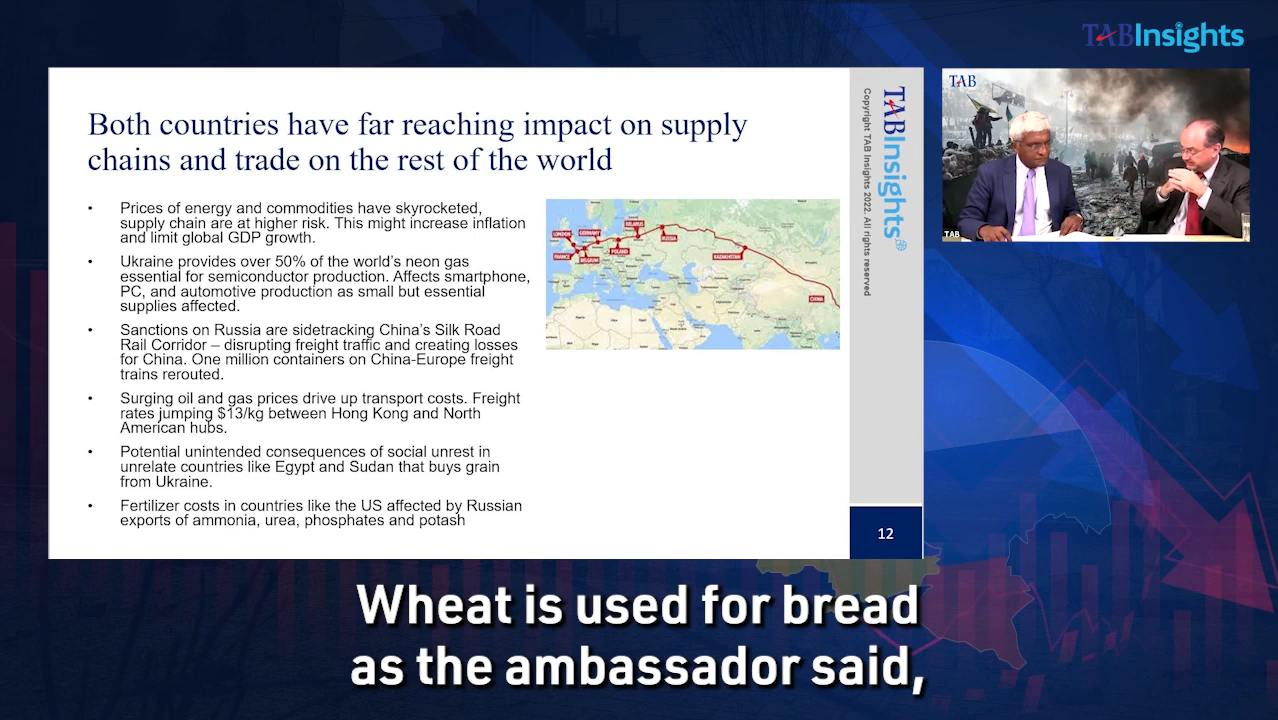 TABInsights
Both countries have far reaching impact on supply
chains and trade on the rest of the world
• Prices of energy and commodities have skyrocketed,
supply chain are at higher risk. This might increase inflation
and limit global GDP growth.
• Ukraine provides over 50% of the world’s neon gas
essential for semiconductor production. Affects smartphone,
PC, and automotive production as small but essential
supplies affected.
• Sanctions on Russia are sidetracking China’s Silk Road
Rail Corridor – disrupting freight traffic and creating losses
for China. One million containers on China-Europe freight
trains rerouted.
• Surging oil and gas prices drive up transport costs. Freight
rates jumping $13/kg between Hong Kong and North
American hubs.
• Potential unintended consequences of social unrest in
unrelate countries like Egypt and Sudan that buys grain
from Ukraine.
• Fertilizer costs in countries like the US affected by Russian
exports of ammonia, urea, phosphates and potash
LONDON
GERMANY
BELARUS
RUSSIA
FRANCE
BELGIUM
POLAND
KAZAKHSTAN
CHINA
TABInsights
Copyright TAB Insights 2022. All rights reserved
12
TAB
TAB
Wheat is used for bread
as the ambassador said,